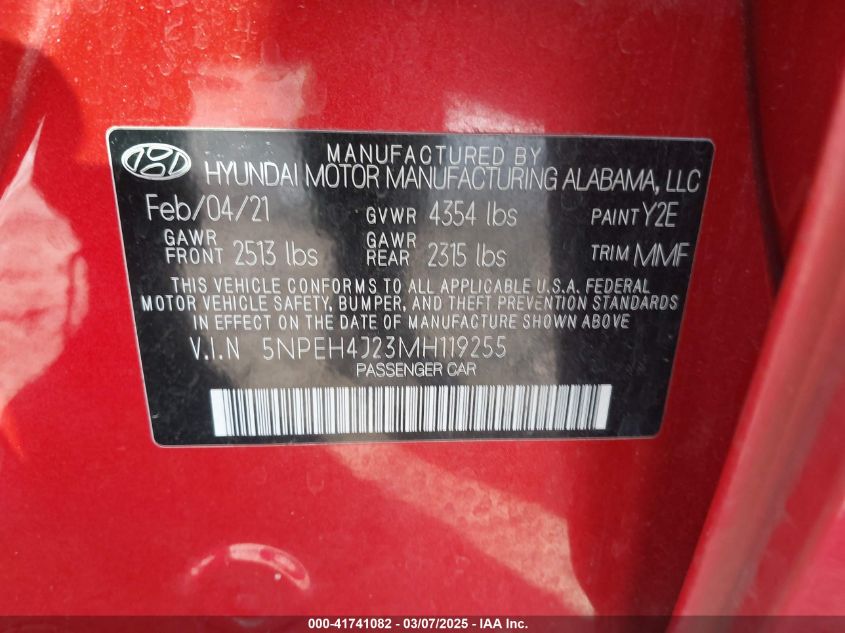 MANUFACTURED BY
HYUNDAI MOTOR MANUFACTURING ALABAMA, LLC
Feb/04/21 GVWR 4354 lbs PAINT Y2E
GAWR FRONT 2513 lbs GAWR REAR 2315 lbs TRIM MMF
THIS VEHICLE CONFORMS TO ALL APPLICABLE U.S.A. FEDERAL
MOTOR VEHICLE SAFETY, BUMPER, AND THEFT PREVENTION STANDARDS
IN EFFECT ON THE DATE OF MANUFACTURE SHOWN ABOVE
V.I.N 5NPEH4J23MH119255
PASSENGER CAR
000-41741082 - 03/07/2025 - IAA Inc.